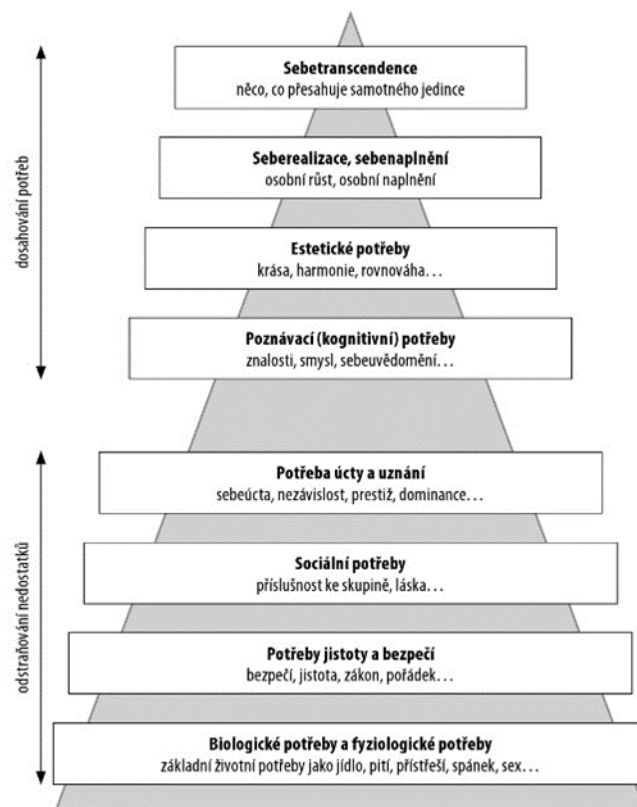 Sebetranscendence
něco, co přesahuje samotného jedince
Seberealizace, sebenaplnění
osobní růst, osobní naplnění
Estetické potřeby
krása, harmonie, rovnováha…
Poznávací (kognitivní) potřeby
znalosti, smysl, sebeuvědomění…
dosahování potřeb
Potřeba úcty a uznání
sebeúcta, nezávislost, prestiž, dominance…
Sociální potřeby
příslušnost ke skupině, láska…
Potřeby jistoty a bezpečí
bezpečí, jistota, zákon, pořádek…
Biologické potřeby a fyziologické potřeby
základní životní potřeby jako jídlo, pití, přístřeší, spánek, sex…
odstraňování nedostatků